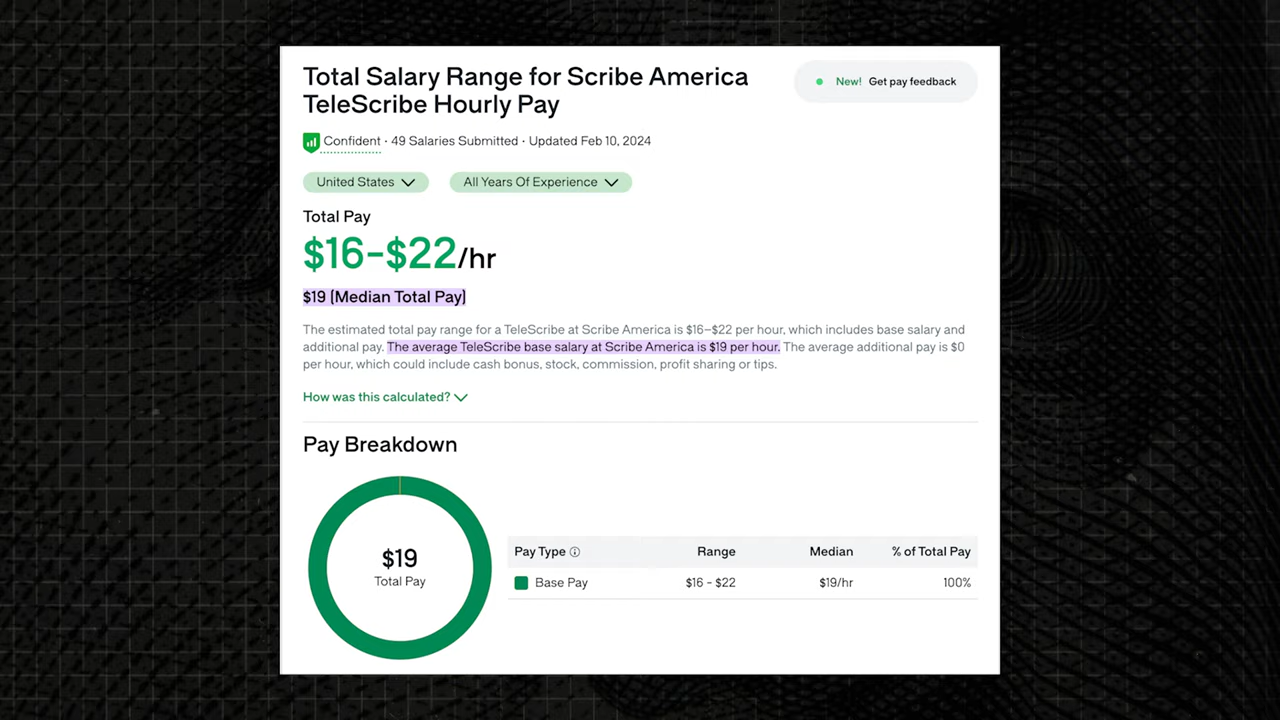 Total Salary Range for Scribe America
TeleScribe Hourly Pay
New! Get pay feedback
Confident · 49 Salaries Submitted · Updated Feb 10, 2024
United States
All Years Of Experience
Total Pay
$16–$22/hr
$19 (Median Total Pay)
The estimated total pay range for a TeleScribe at Scribe America is $16–$22 per hour, which includes base salary and
additional pay. The average TeleScribe base salary at Scribe America is $19 per hour. The average additional pay is $0
per hour, which could include cash bonus, stock, commission, profit sharing or tips.
How was this calculated?
Pay Breakdown
$19
Total Pay
Pay Type Range Median % of Total Pay
Base Pay $16 - $22 $19/hr 100%